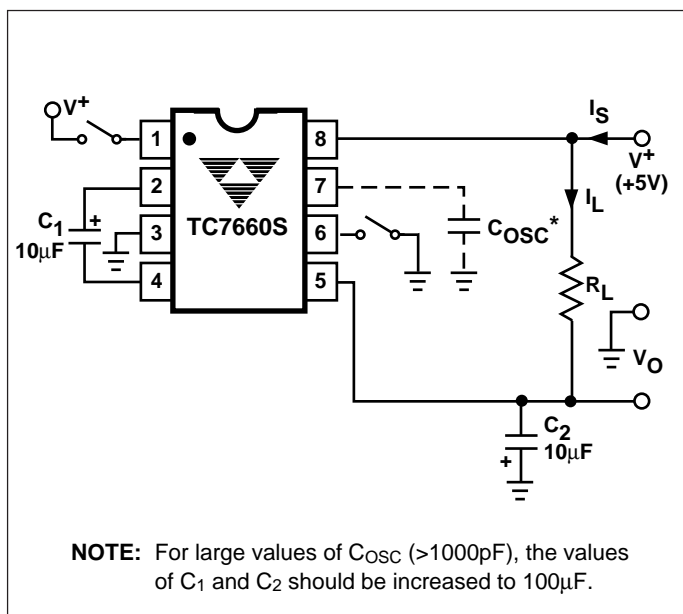 V+
IS
1
8
V+
(+5V)
2
7
IL
C1
+
10µF
TC7660S
COSC*
3
6
RL
4
5
VO
C2
10µF
+
NOTE: For large values of COSC (>1000pF), the values
of C1 and C2 should be increased to 100µF.